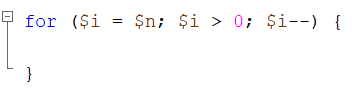 for ($i = $n; $i > 0; $i--) {
}